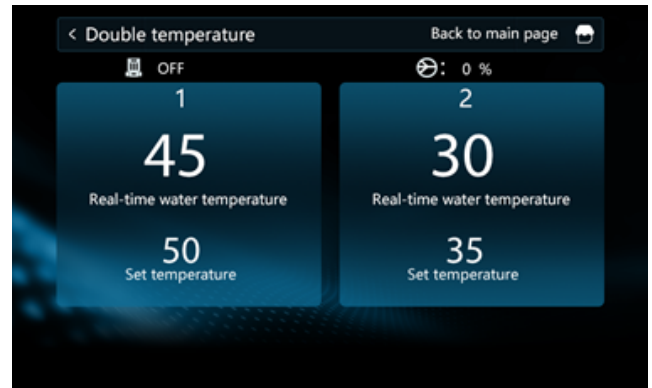 < Double temperature Back to main page
OFF : 0 %
1 2
45 30
Real-time water temperature Real-time water temperature
50 35
Set temperature Set temperature